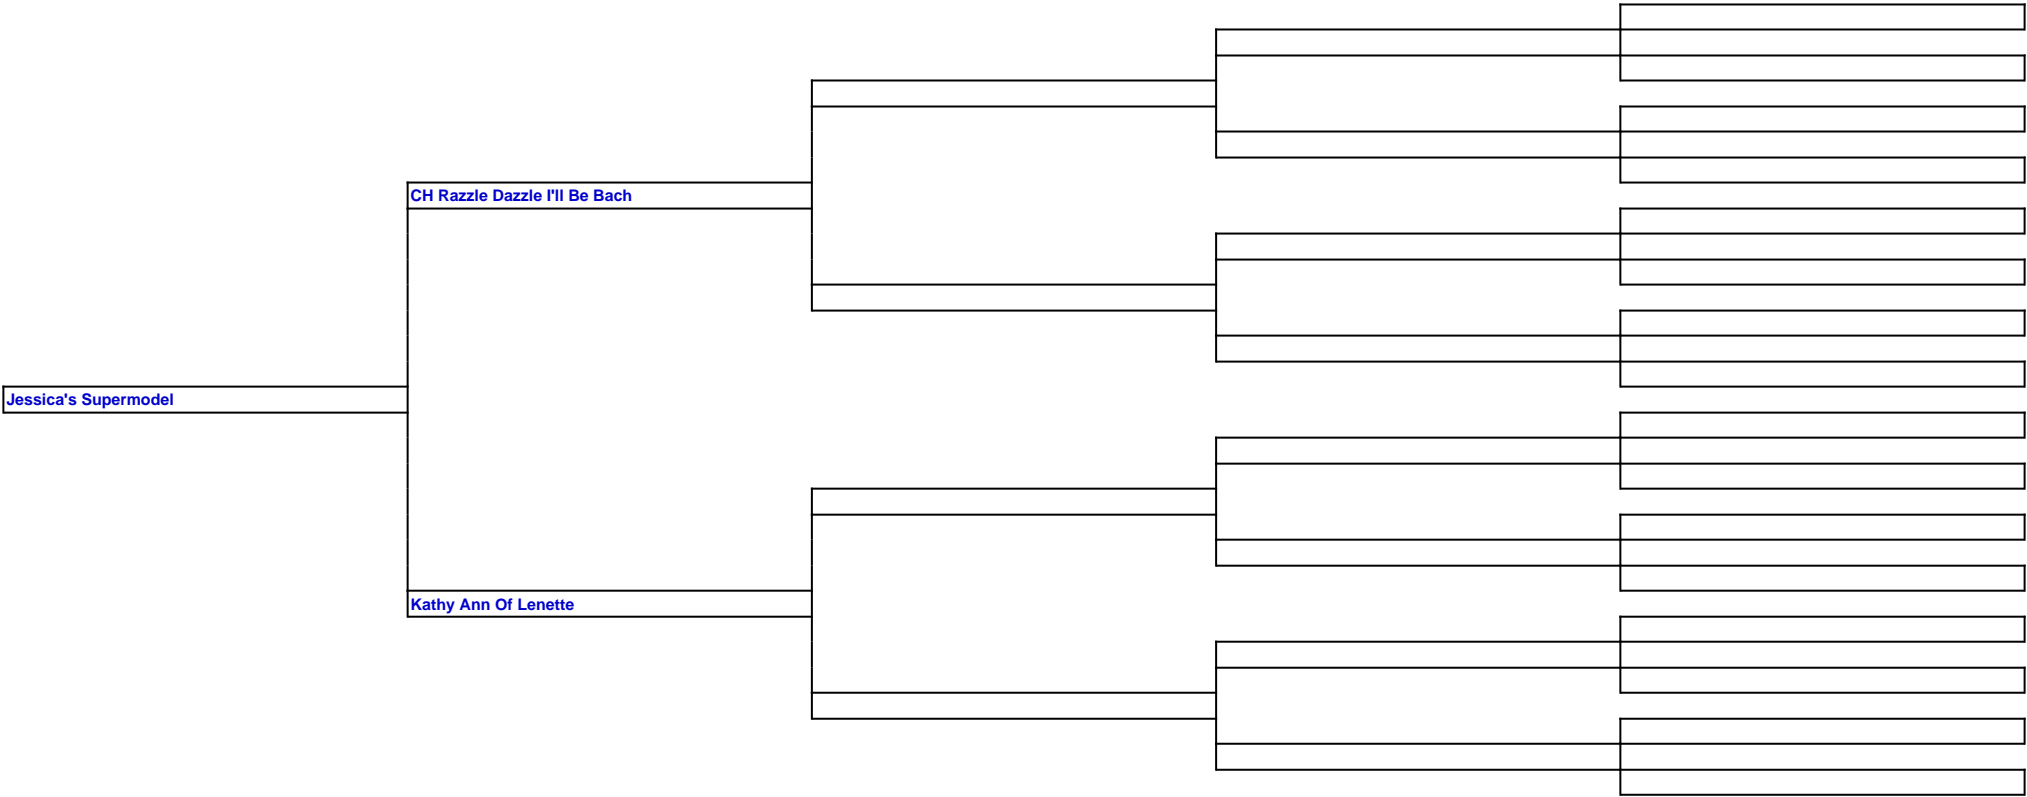 CH Razzle Dazzle I'll Be Bach
Jessica's Supermodel
Kathy Ann Of Lenette